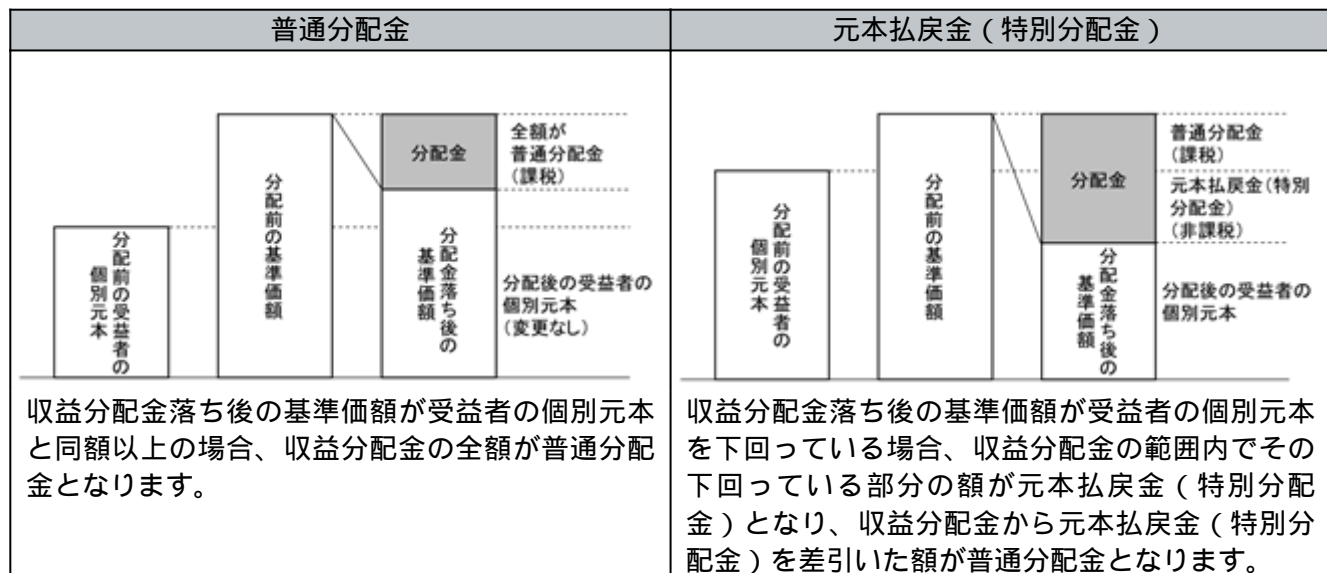 普通分配金
分配前の受益者の
個別元本
分配前の基準価額
分配金
分配金落ち後の
基準価額
全額が
普通分配金
(課税)
分配後の受益者の
個別元本
(変更なし)
収益分配金落ち後の基準価額が受益者の個別元本
と同額以上の場合、収益分配金の全額が普通分配
金となります。
元本払戻金(特別分配金)
分配前の受益者の
個別元本
分配前の基準価額
分配金
分配金落ち後の
基準価額
普通分配金
(課税)
元本払戻金(特別
分配金)
(非課税)
分配後の受益者の
個別元本
収益分配金落ち後の基準価額が受益者の個別元本
を下回っている場合、収益分配金の範囲内でその
下回っている部分の額が元本払戻金(特別分配
金)となり、収益分配金から元本払戻金(特別分
配金)を差引いた額が普通分配金となります。